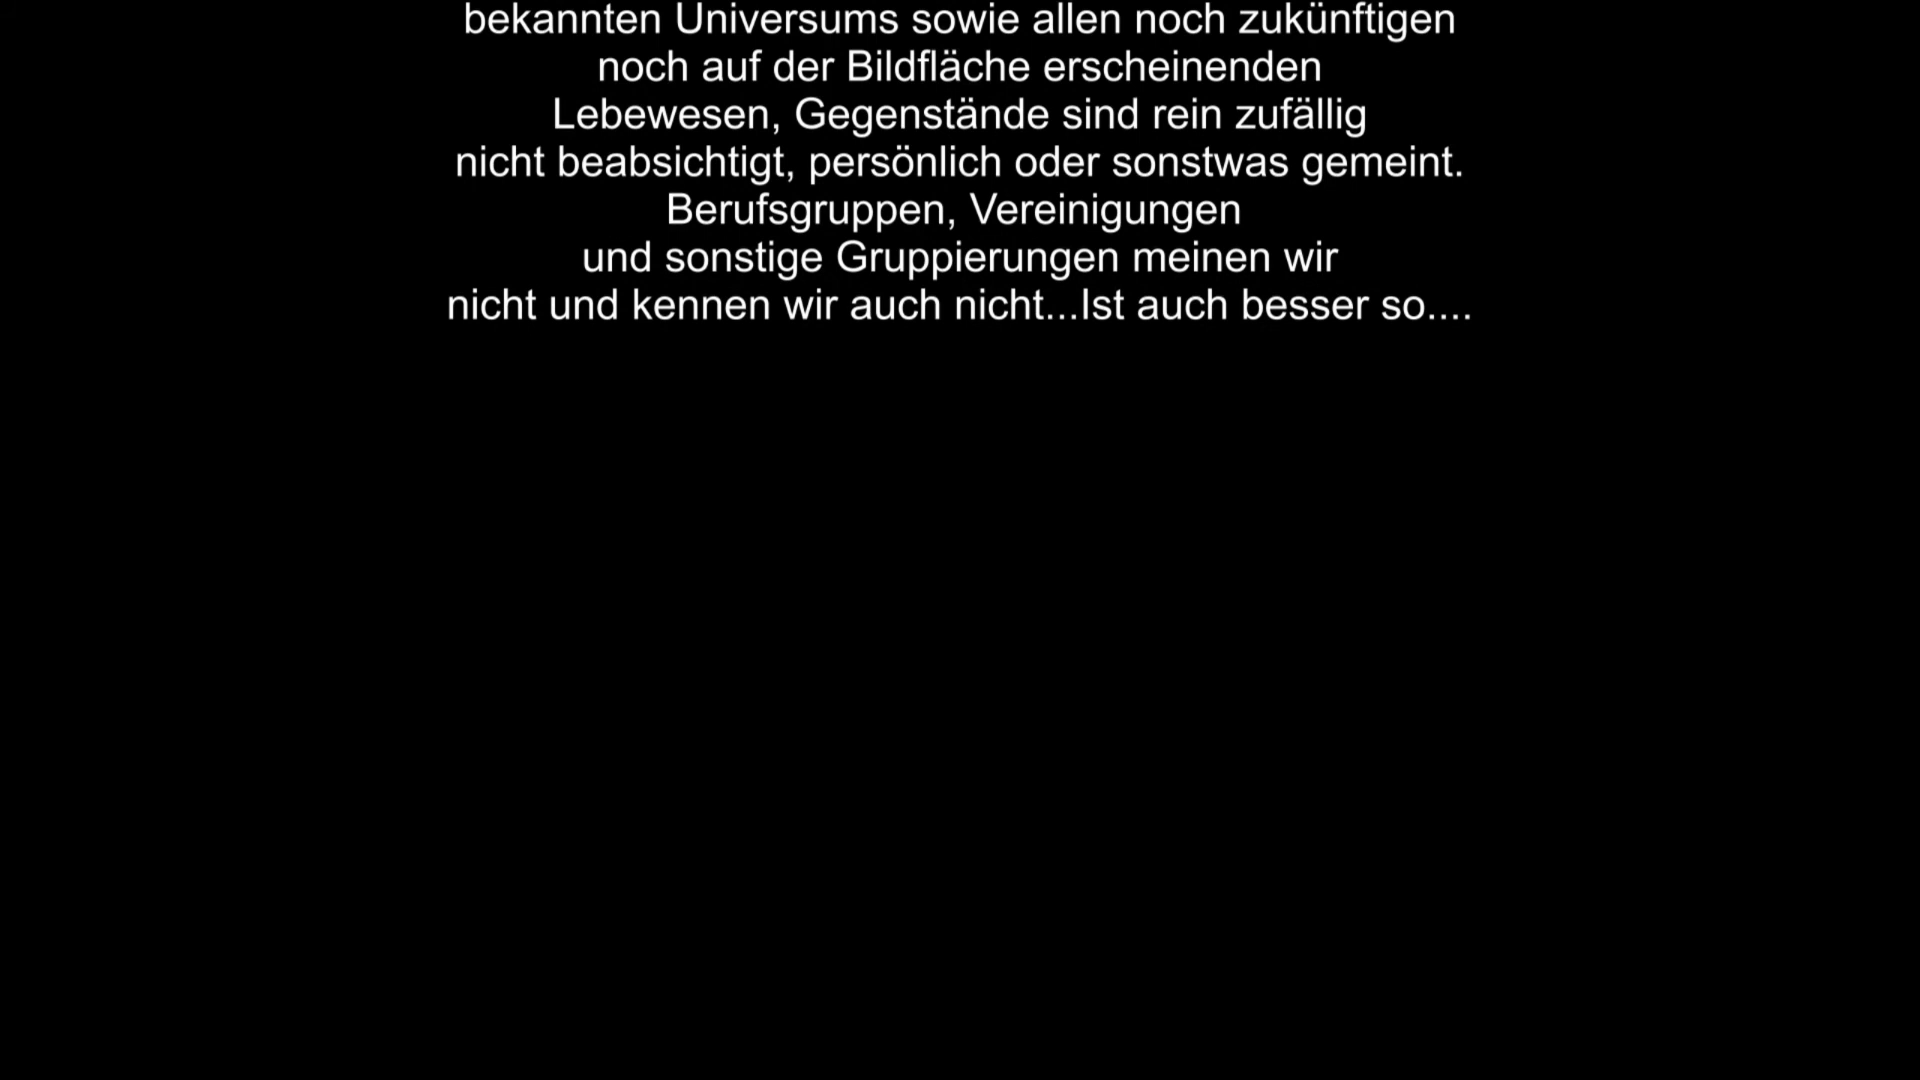 bekannten Universums sowie allen noch zukünftigen
noch auf der Bildfläche erscheinenden
Lebewesen, Gegenstände sind rein zufällig
nicht beabsichtigt, persönlich oder sonstwas gemeint.
Berufsgruppen, Vereinigungen
und sonstige Gruppierungen meinen wir
nicht und kennen wir auch nicht...Ist auch besser so....